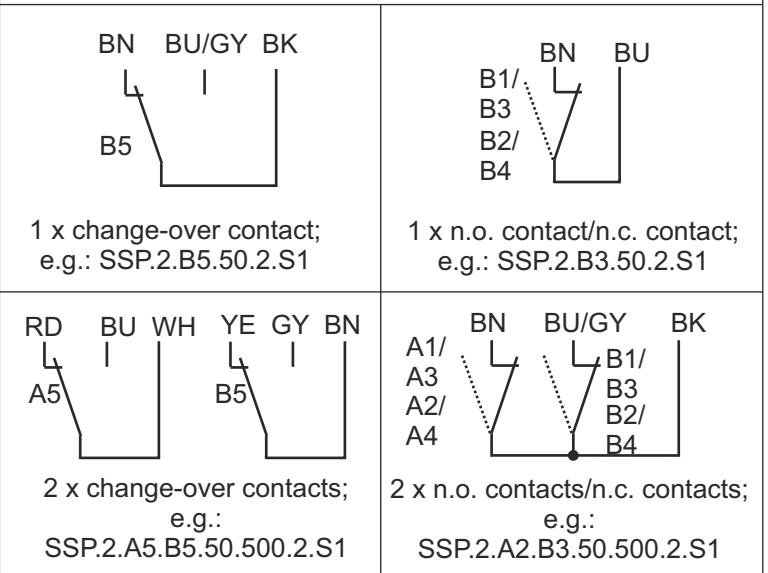 BN BU/GY BK
B5
1 x change-over contact;
e.g.: SSP.2.B5.50.2.S1
BN BU
B1/
B3
B2/
B4
1 x n.o. contact/n.c. contact;
e.g.: SSP.2.B3.50.2.S1
RD BU WH YE GY BN
A5 B5
2 x change-over contacts;
e.g.:
SSP.2.A5.B5.50.500.2.S1
BN BU/GY BK
A1/
A3
A2/
A4
B1/
B3
B2/
B4
2 x n.o. contacts/n.c. contacts;
e.g.:
SSP.2.A2.B3.50.500.2.S1